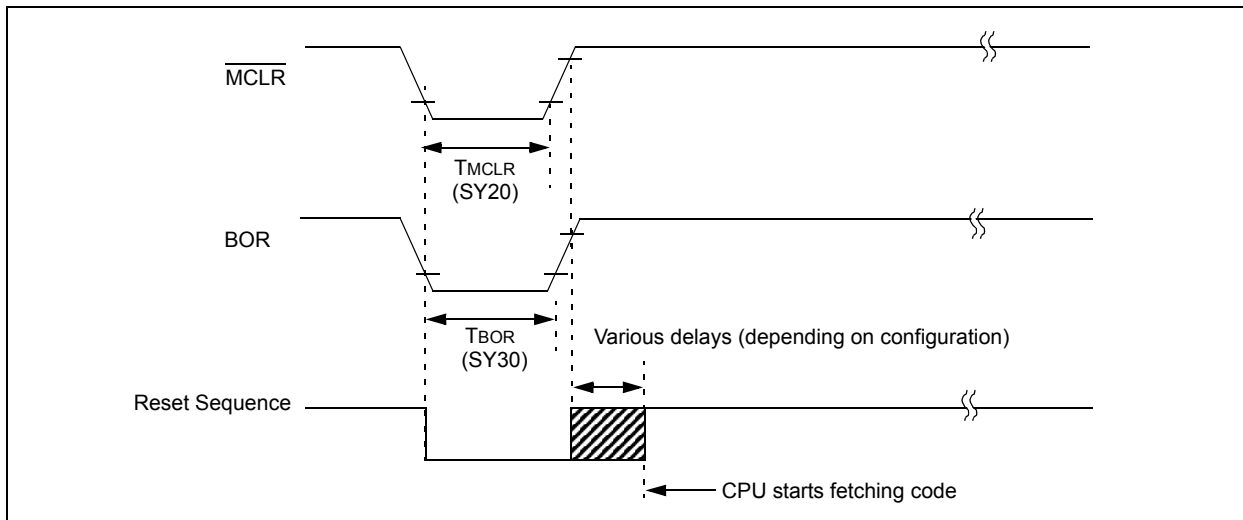 MCLR
TMCLR
(SY20)
BOR
TBOR
(SY30)
Various delays (depending on configuration)
Reset Sequence
CPU starts fetching code